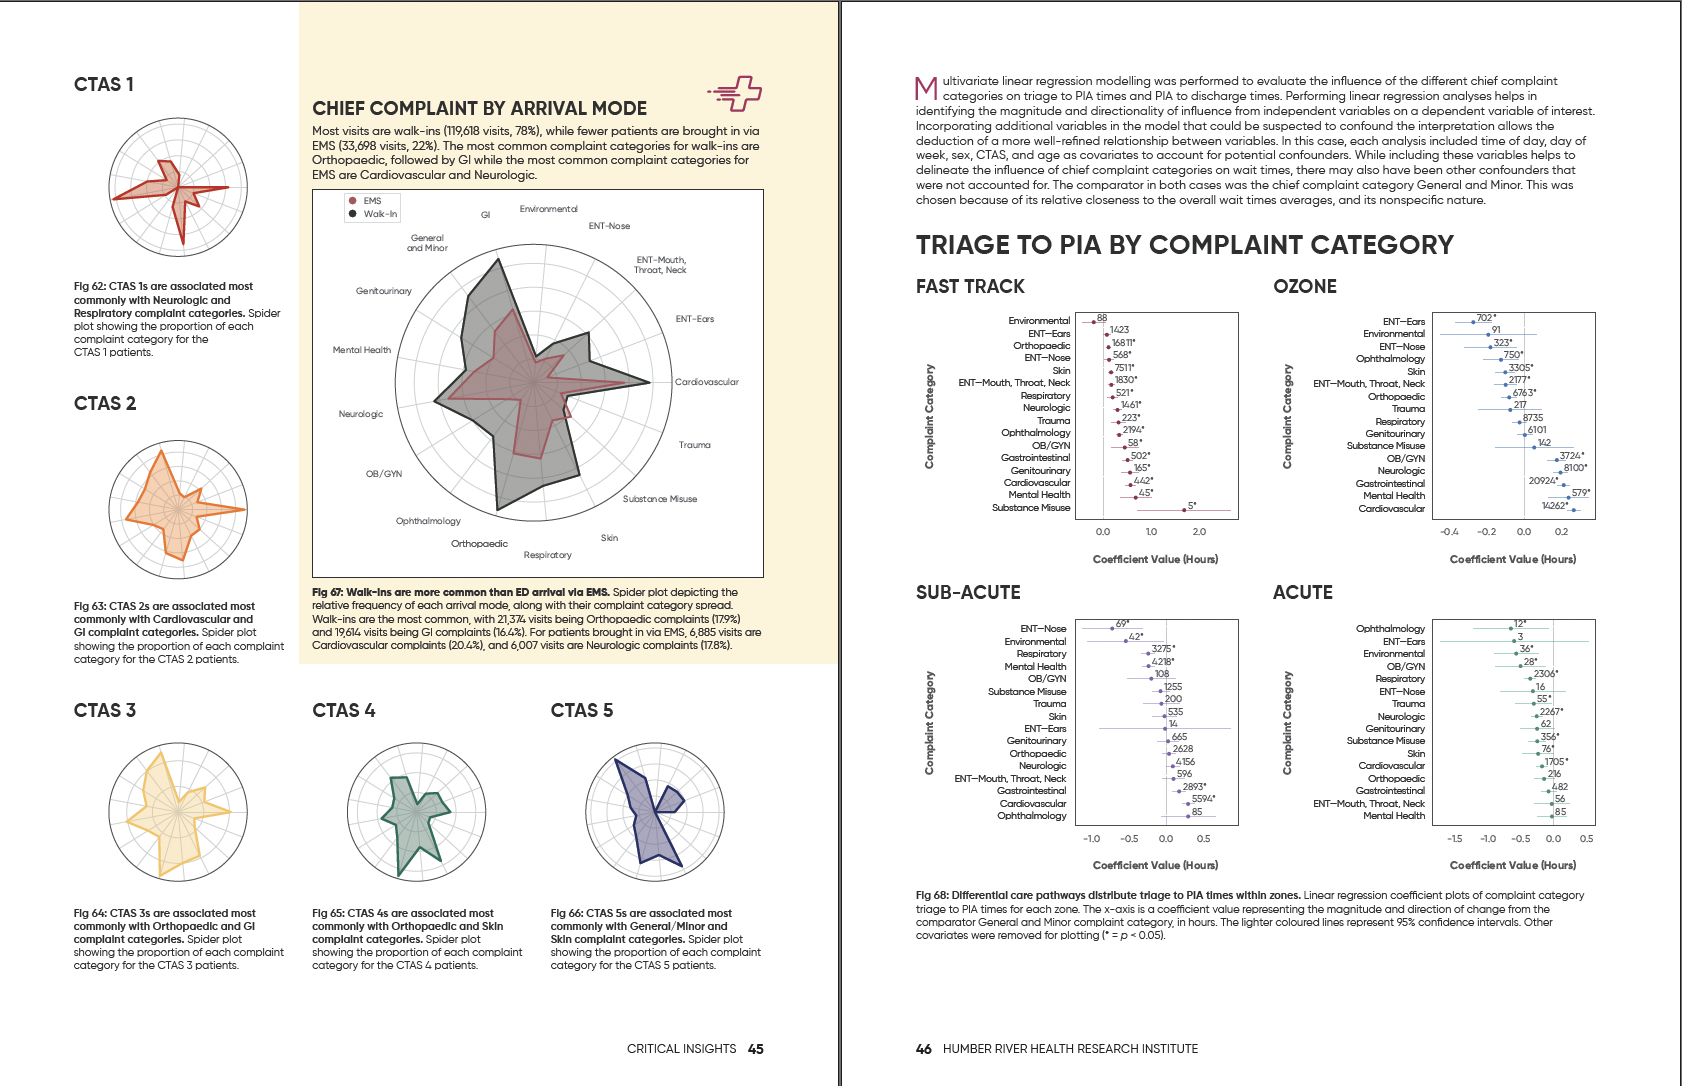 CTAS 1
Fig 62: CTAS 1s are associated most
commonly with Neurologic and
Respiratory complaint categories. Spider
plot showing the proportion of each
complaint category for the
CTAS 1 patients.
CTAS 2
Fig 63: CTAS 2s are associated most
commonly with Cardiovascular and
GI complaint categories. Spider plot
showing the proportion of each complaint
category for the CTAS 2 patients.
CHIEF COMPLAINT BY ARRIVAL MODE
Most visits are walk-ins (119,618 visits, 78%), while fewer patients are brought in via
EMS (33,698 visits, 22%). The most common complaint categories for walk-ins are
Orthopaedic, followed by GI while the most common complaint categories for
EMS are Cardiovascular and Neurologic.
EMS
Walk-In
Environmental
GI
ENT-Nose
General
and Minor
ENT-Mouth,
Throat, Neck
Genitourinary
ENT-Ears
Mental Health
Cardiovascular
Neurologic
Trauma
OB/GYN
Substance Misuse
Ophthalmology
Skin
Orthopaedic
Respiratory
Fig 67: Walk-ins are more common than ED arrival via EMS. Spider plot depicting the
relative frequency of each arrival mode, along with their complaint category spread.
Walk-ins are the most common, with 21,374 visits being Orthopaedic complaints (17.9%)
and 19,614 visits being GI complaints (16.4%). For patients brought in via EMS, 6,885 visits are
Cardiovascular complaints (20.4%), and 6,007 visits are Neurologic complaints (17.8%).
CTAS 3
Fig 64: CTAS 3s are associated most
commonly with Orthopaedic and GI
complaint categories. Spider plot
showing the proportion of each complaint
category for the CTAS 3 patients.
CTAS 4
Fig 65: CTAS 4s are associated most
commonly with Orthopaedic and Skin
complaint categories. Spider plot
showing the proportion of each complaint
category for the CTAS 4 patients.
CTAS 5
Fig 66: CTAS 5s are associated most
commonly with General/Minor and
Skin complaint categories. Spider plot
showing the proportion of each complaint
category for the CTAS 5 patients.
CRITICAL INSIGHTS 45
Multivariate linear regression modelling was performed to evaluate the influence of the different chief complaint
categories on triage to PIA times and PIA to discharge times. Performing linear regression analyses helps in
identifying the magnitude and directionality of influence from independent variables on a dependent variable of interest.
Incorporating additional variables in the model that could be suspected to confound the interpretation allows the
deduction of a more well-refined relationship between variables. In this case, each analysis included time of day, day of
week, sex, CTAS, and age as covariates to account for potential confounders. While including these variables helps to
delineate the influence of chief complaint categories on wait times, there may also have been other confounders that
were not accounted for. The comparator in both cases was the chief complaint category General and Minor. This was
chosen because of its relative closeness to the overall wait times averages, and its nonspecific nature.
TRIAGE TO PIA BY COMPLAINT CATEGORY
FAST TRACK
Complaint Category
Environmental 88
ENT-Ears 1423
Orthopaedic 16811*
ENT-Nose 568*
Skin 7511*
ENT-Mouth, Throat, Neck 1830*
Respiratory 521*
Neurologic 1461*
Trauma 223*
Ophthalmology 2194*
OB/GYN 58*
Gastrointestinal 502*
Genitourinary 165*
Cardiovascular 442*
Mental Health 45*
Substance Misuse 5*
0.0 1.0 2.0
Coefficient Value (Hours)
OZONE
Complaint Category
ENT-Ears 702*
Environmental 91
ENT-Nose 323*
Ophthalmology 750*
Skin 3305*
ENT-Mouth, Throat, Neck 2177*
Orthopaedic 6763*
Trauma 217
Respiratory 8735
Genitourinary 6101
Substance Misuse 142
OB/GYN 3724*
Neurologic 8100*
Gastrointestinal 20924*
Mental Health 579*
Cardiovascular 14262*
-0.4 -0.2 0.0 0.2
Coefficient Value (Hours)
SUB-ACUTE
Complaint Category
ENT-Nose 69*
Environmental 42*
Respiratory 3275*
Mental Health 4218*
OB/GYN 108
Substance Misuse 1255
Trauma 200
Skin 535
ENT-Ears 14
Genitourinary 665
Orthopaedic 2628
Neurologic 4156
ENT-Mouth, Throat, Neck 596
Gastrointestinal 2893*
Cardiovascular 5594*
Ophthalmology 85
-1.0 -0.5 0.0 0.5
Coefficient Value (Hours)
ACUTE
Complaint Category
Ophthalmology 12*
ENT-Ears 3
Environmental 36*
OB/GYN 28*
Respiratory 2306*
ENT-Nose 16
Trauma 55*
Neurologic 2267*
Genitourinary 62
Substance Misuse 356*
Skin 76*
Cardiovascular 1705*
Orthopaedic 216
Gastrointestinal 482
ENT-Mouth, Throat, Neck 56
Mental Health 85
-1.5 -1.0 -0.5 0.0 0.5
Coefficient Value (Hours)
Fig 68: Differential care pathways distribute triage to PIA times within zones. Linear regression coefficient plots of complaint category
triage to PIA times for each zone. The x-axis is a coefficient value representing the magnitude and direction of change from the
comparator General and Minor complaint category, in hours. The lighter coloured lines represent 95% confidence intervals. Other
covariates were removed for plotting (* = p < 0.05).
46 HUMBER RIVER HEALTH RESEARCH INSTITUTE